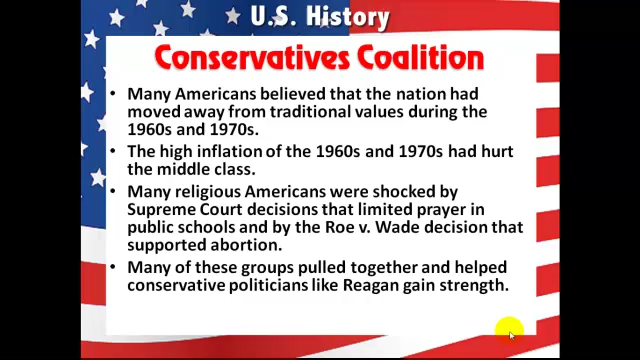 U.S. History
Conservatives Coalition
• Many Americans believed that the nation had
moved away from traditional values during the
1960s and 1970s.
• The high inflation of the 1960s and 1970s had hurt
the middle class.
• Many religious Americans were shocked by
Supreme Court decisions that limited prayer in
public schools and by the Roe v. Wade decision that
supported abortion.
• Many of these groups pulled together and helped
conservative politicians like Reagan gain strength.